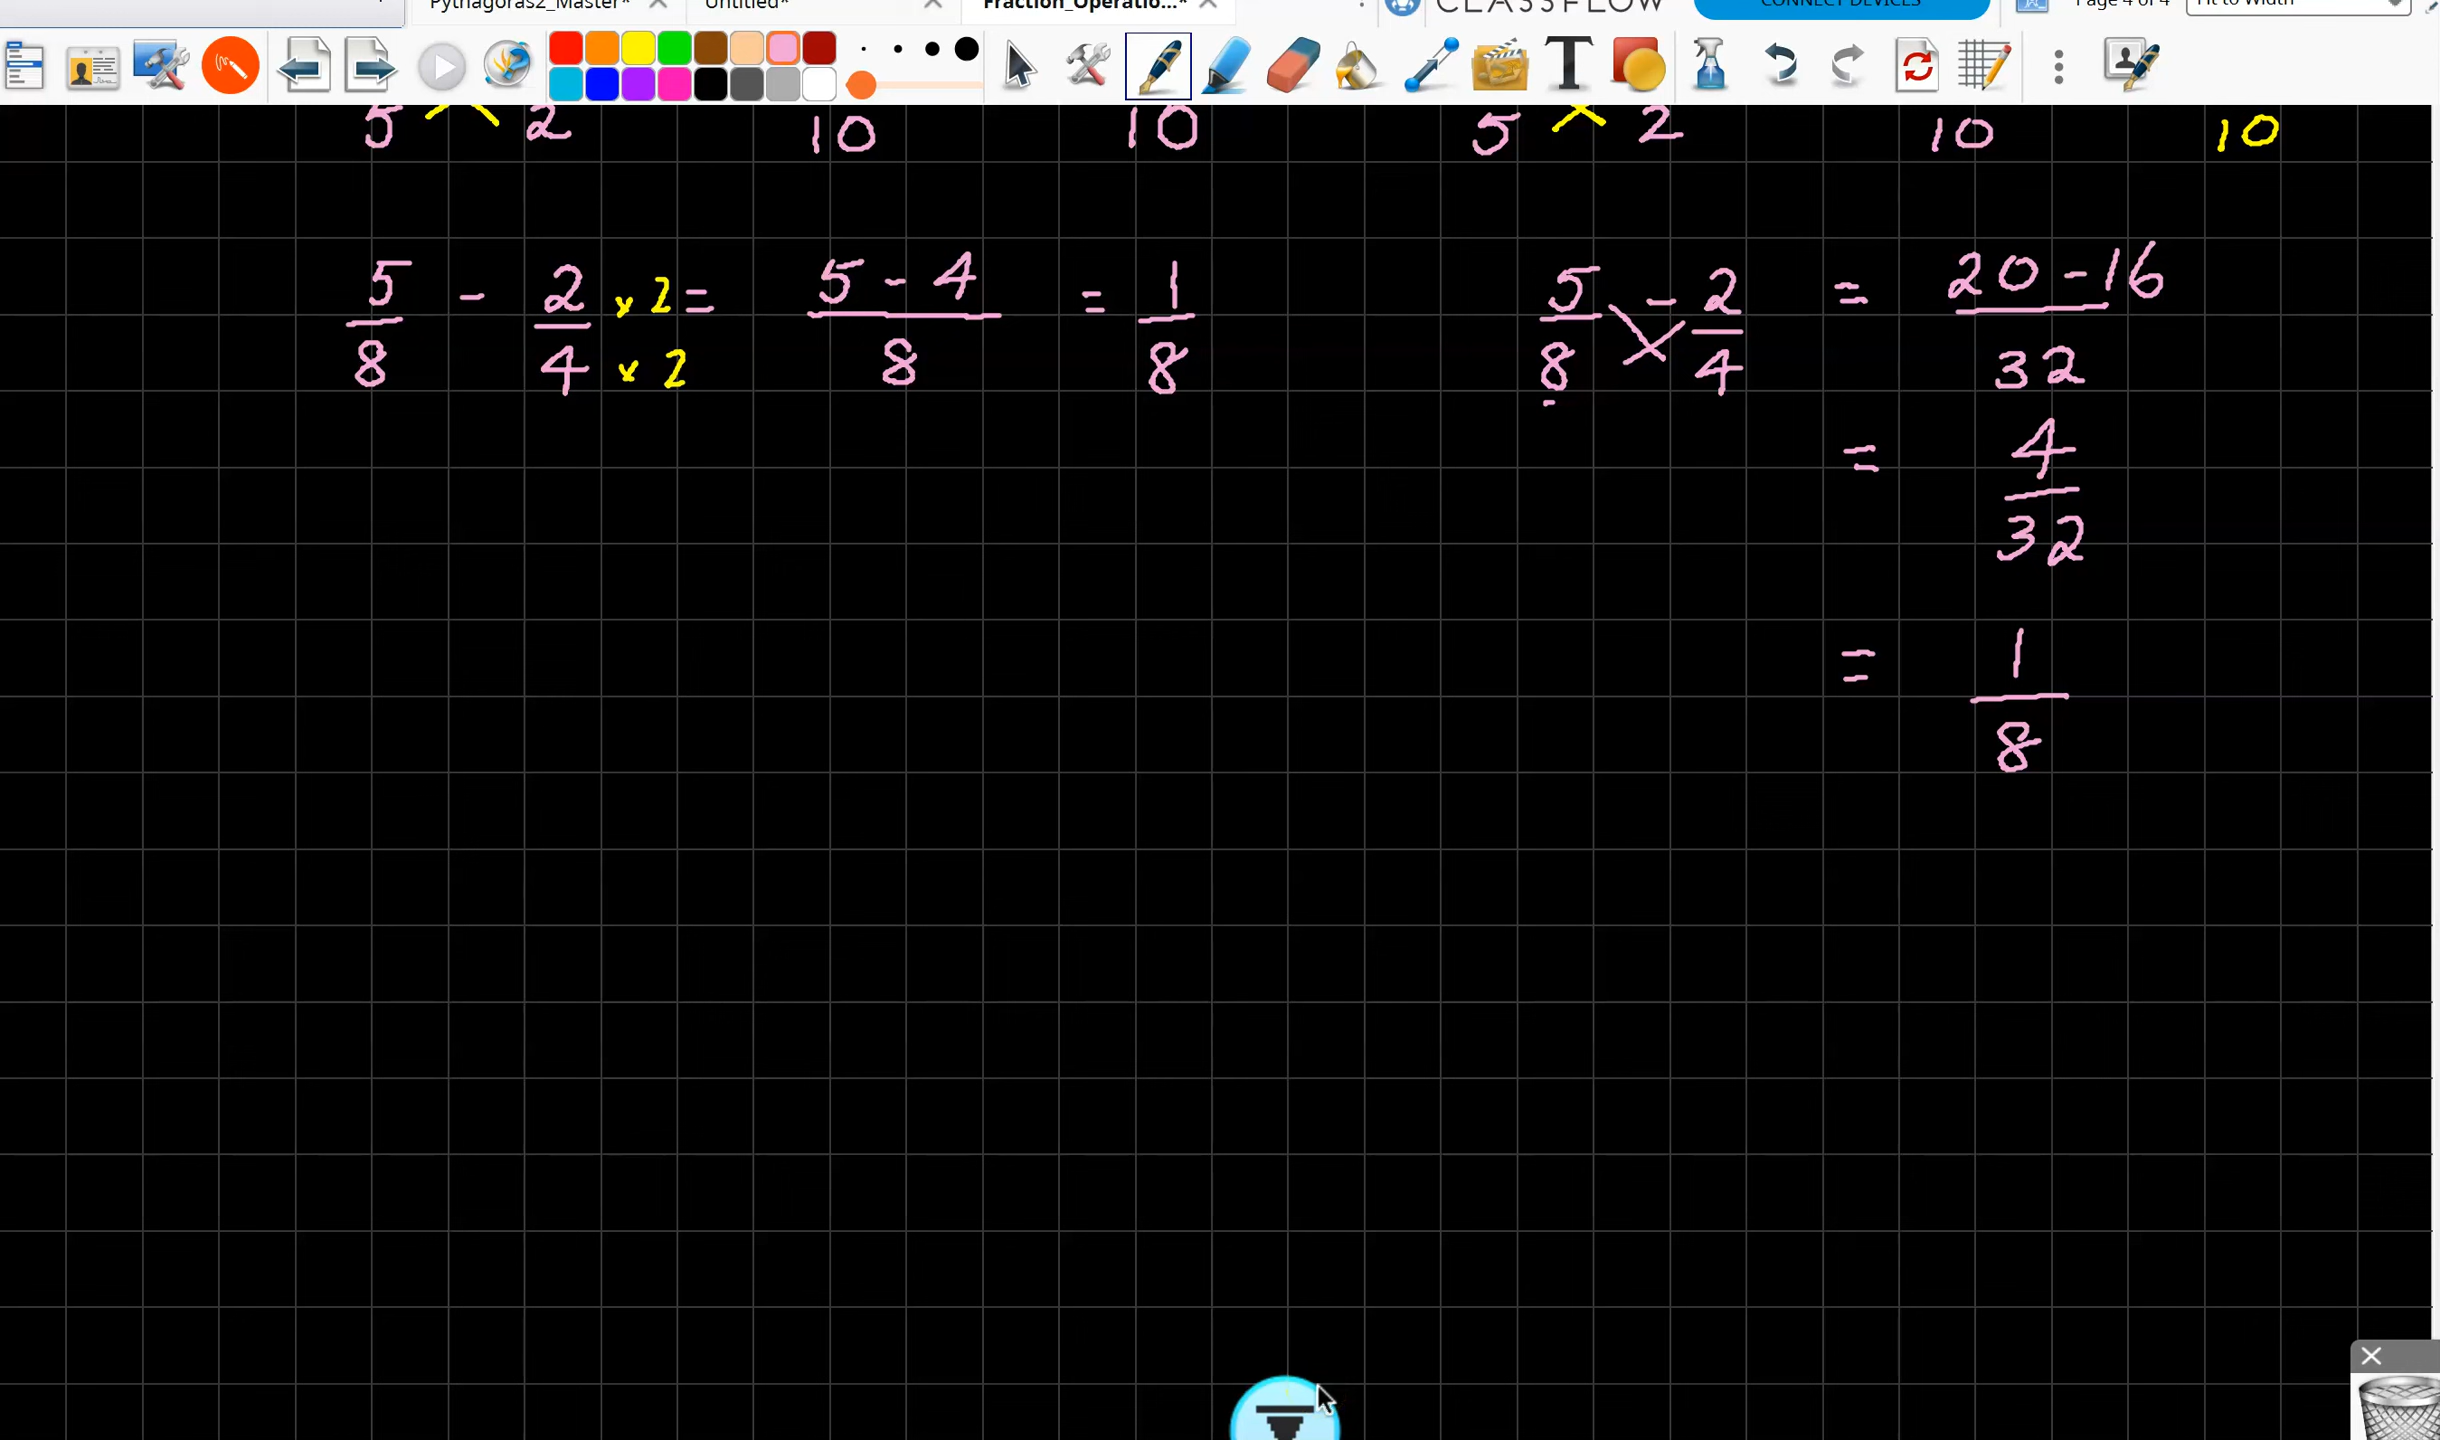 Pythagoras2_Master* Untitled* Fraction_Operatio...* CLASSFLOW CONNECT DEVICES Page 4 of 4 Fit to Width
T
5 2 10 10 5 2 10 10
5 - 2 × 2 = 5 - 4 = 1 5 - 2 = 20 - 16
8 4 × 2 8 8 8 4 32
= 4
32
= 1
8